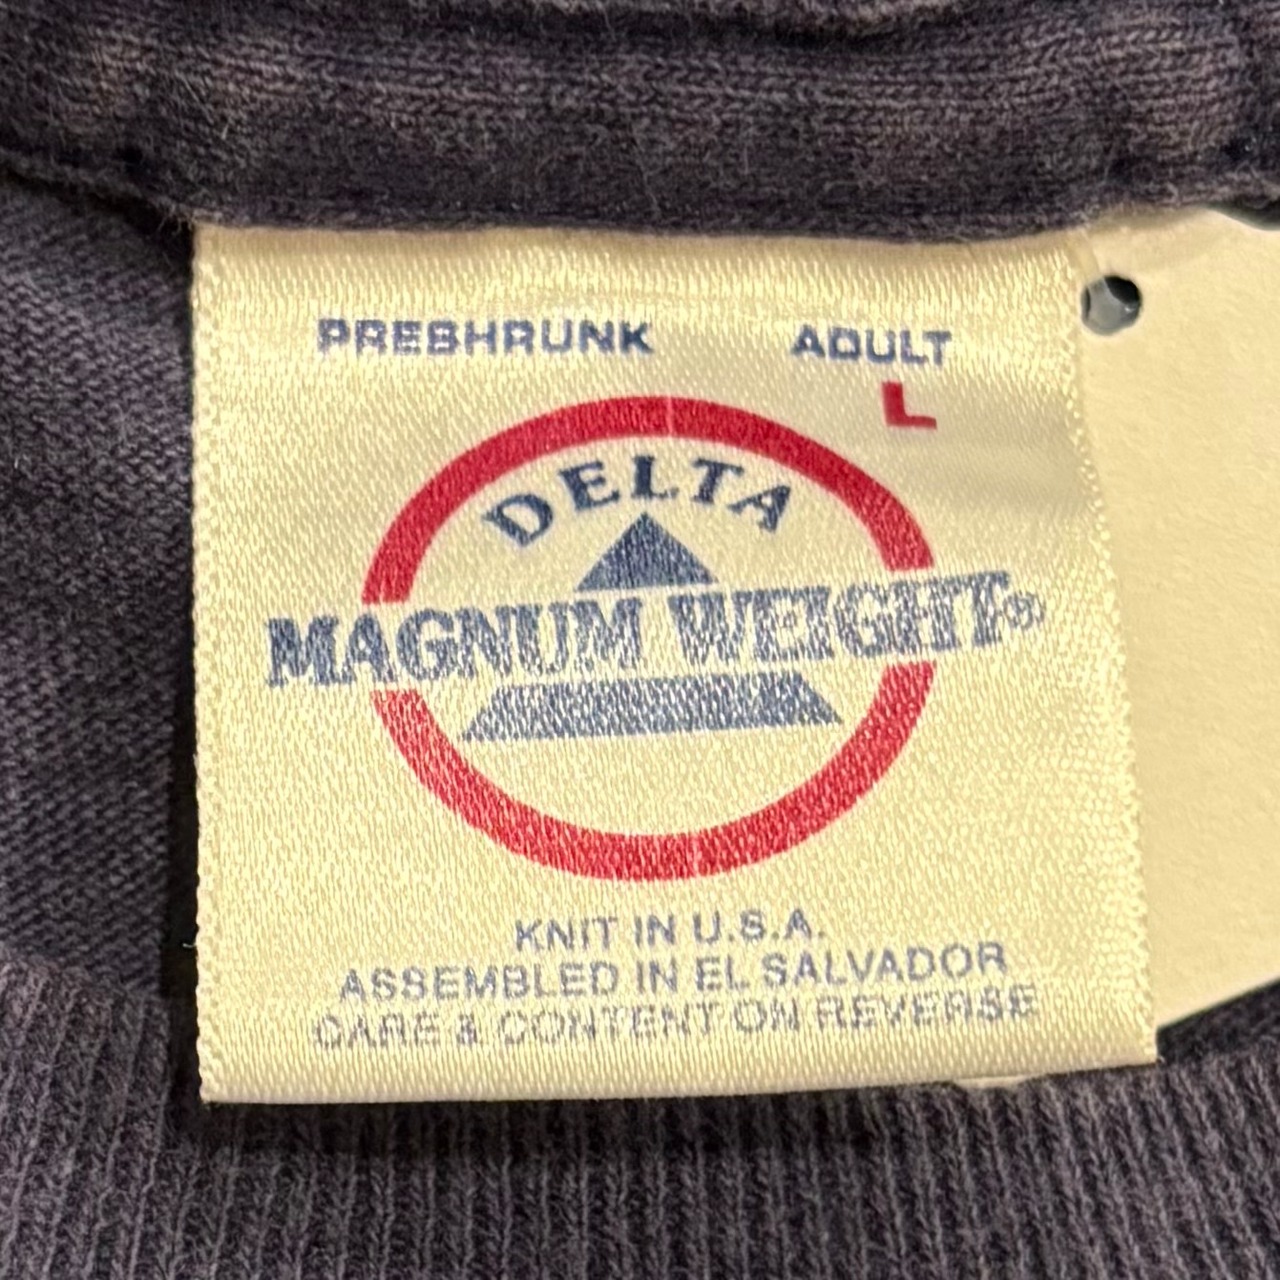 PRESHRUNK ADULT
L
DELTA
MAGNUM WEIGHT®
KNIT IN U.S.A.
ASSEMBLED IN EL SALVADOR
CARE & CONTENT ON REVERSE